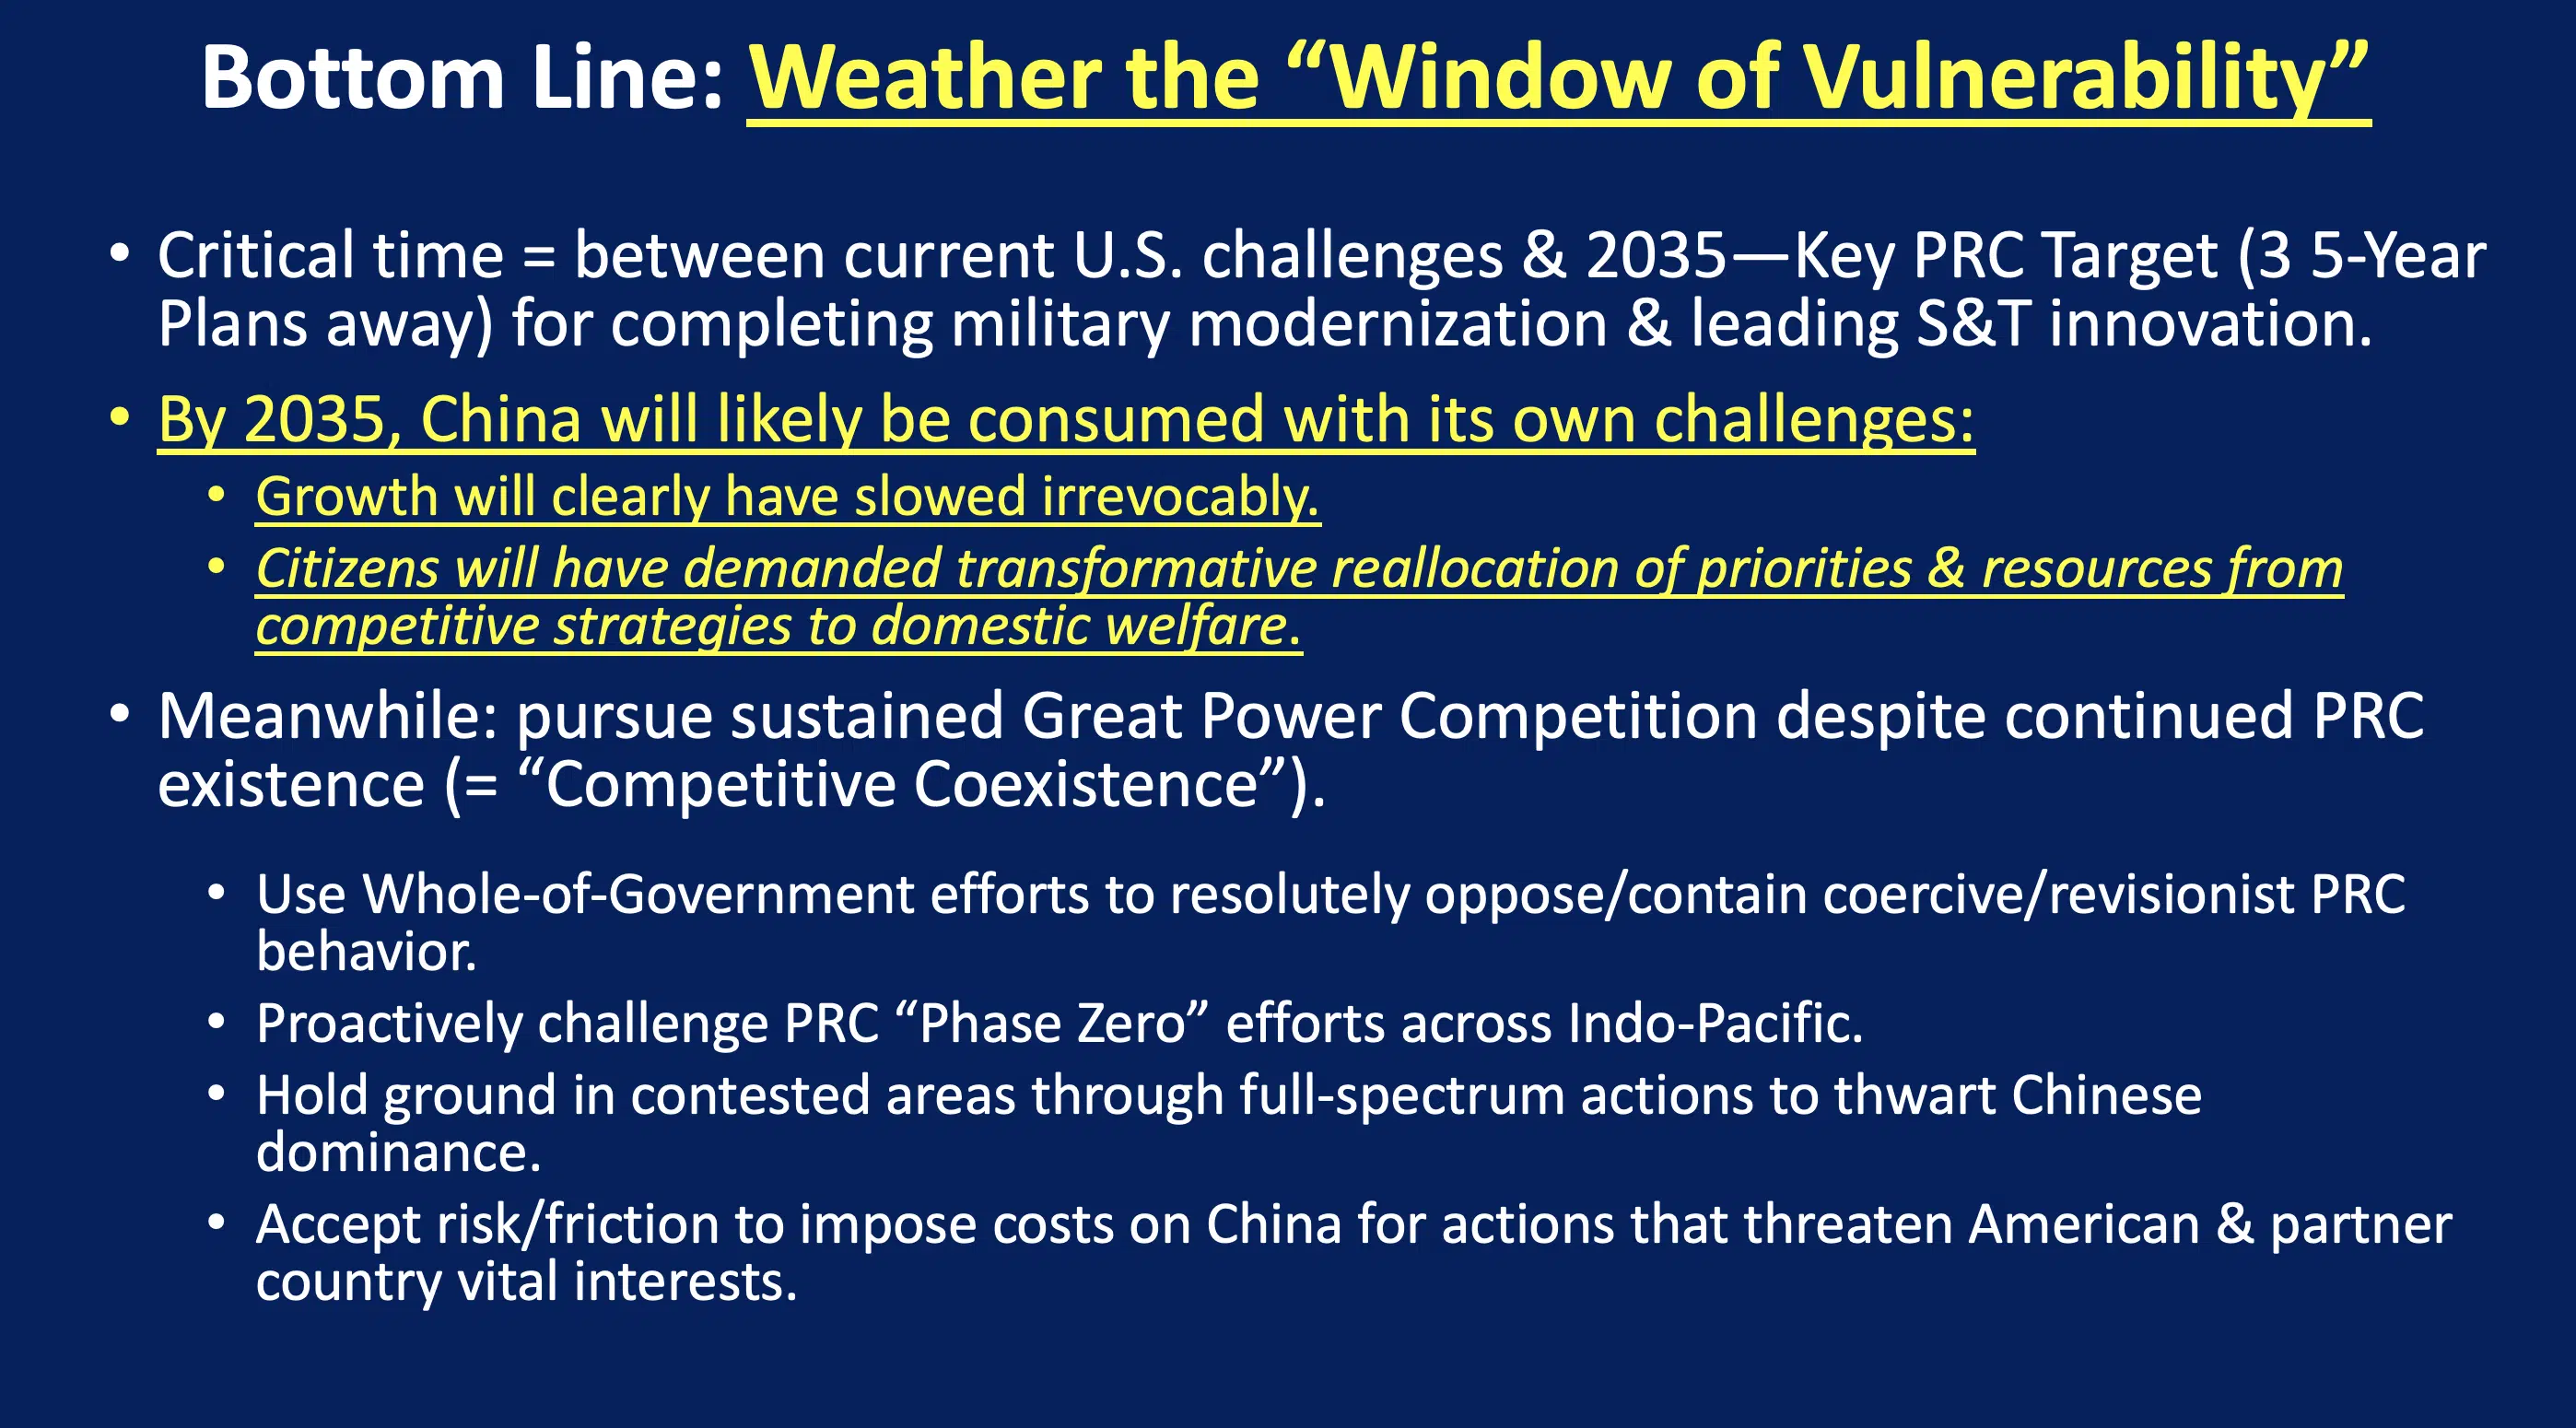 Bottom Line: Weather the “Window of Vulnerability”
• Critical time = between current U.S. challenges & 2035—Key PRC Target (3 5-Year
Plans away) for completing military modernization & leading S&T innovation.
• By 2035, China will likely be consumed with its own challenges:
• Growth will clearly have slowed irrevocably.
• Citizens will have demanded transformative reallocation of priorities & resources from
competitive strategies to domestic welfare.
• Meanwhile: pursue sustained Great Power Competition despite continued PRC
existence (= “Competitive Coexistence”).
• Use Whole-of-Government efforts to resolutely oppose/contain coercive/revisionist PRC
behavior.
• Proactively challenge PRC “Phase Zero” efforts across Indo-Pacific.
• Hold ground in contested areas through full-spectrum actions to thwart Chinese
dominance.
• Accept risk/friction to impose costs on China for actions that threaten American & partner
country vital interests.